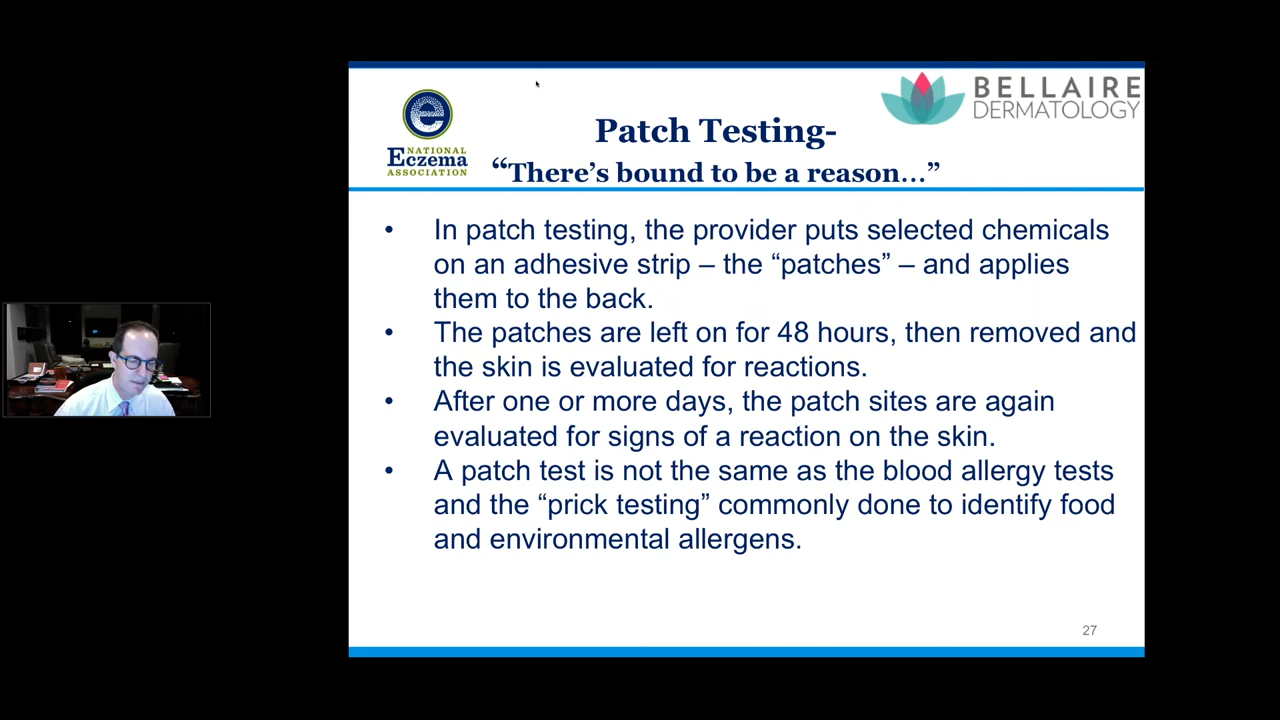 BELLAIRE
DERMATOLOGY
NATIONAL
Eczema
ASSOCIATION
Patch Testing-
“There’s bound to be a reason…”
• In patch testing, the provider puts selected chemicals
on an adhesive strip – the “patches” – and applies
them to the back.
• The patches are left on for 48 hours, then removed and
the skin is evaluated for reactions.
• After one or more days, the patch sites are again
evaluated for signs of a reaction on the skin.
• A patch test is not the same as the blood allergy tests
and the “prick testing” commonly done to identify food
and environmental allergens.
27